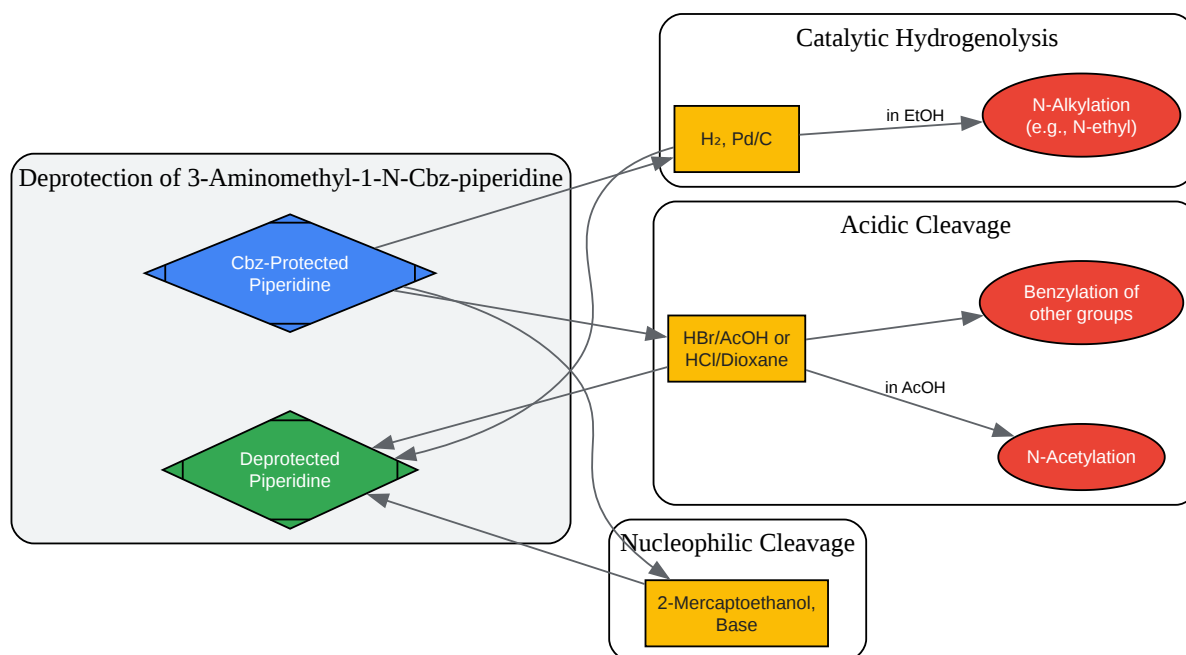 Catalytic Hydrogenolysis
H₂, Pd/C
in EtOH
N-Alkylation
(e.g., N-ethyl)
Deprotection of 3-Aminomethyl-1-N-Cbz-piperidine
Cbz-Protected
Piperidine
Deprotected
Piperidine
Acidic Cleavage
HBr/AcOH or
HCl/Dioxane
Benzylation of
other groups
in AcOH
N-Acetylation
Nucleophilic Cleavage
2-Mercaptoethanol,
Base